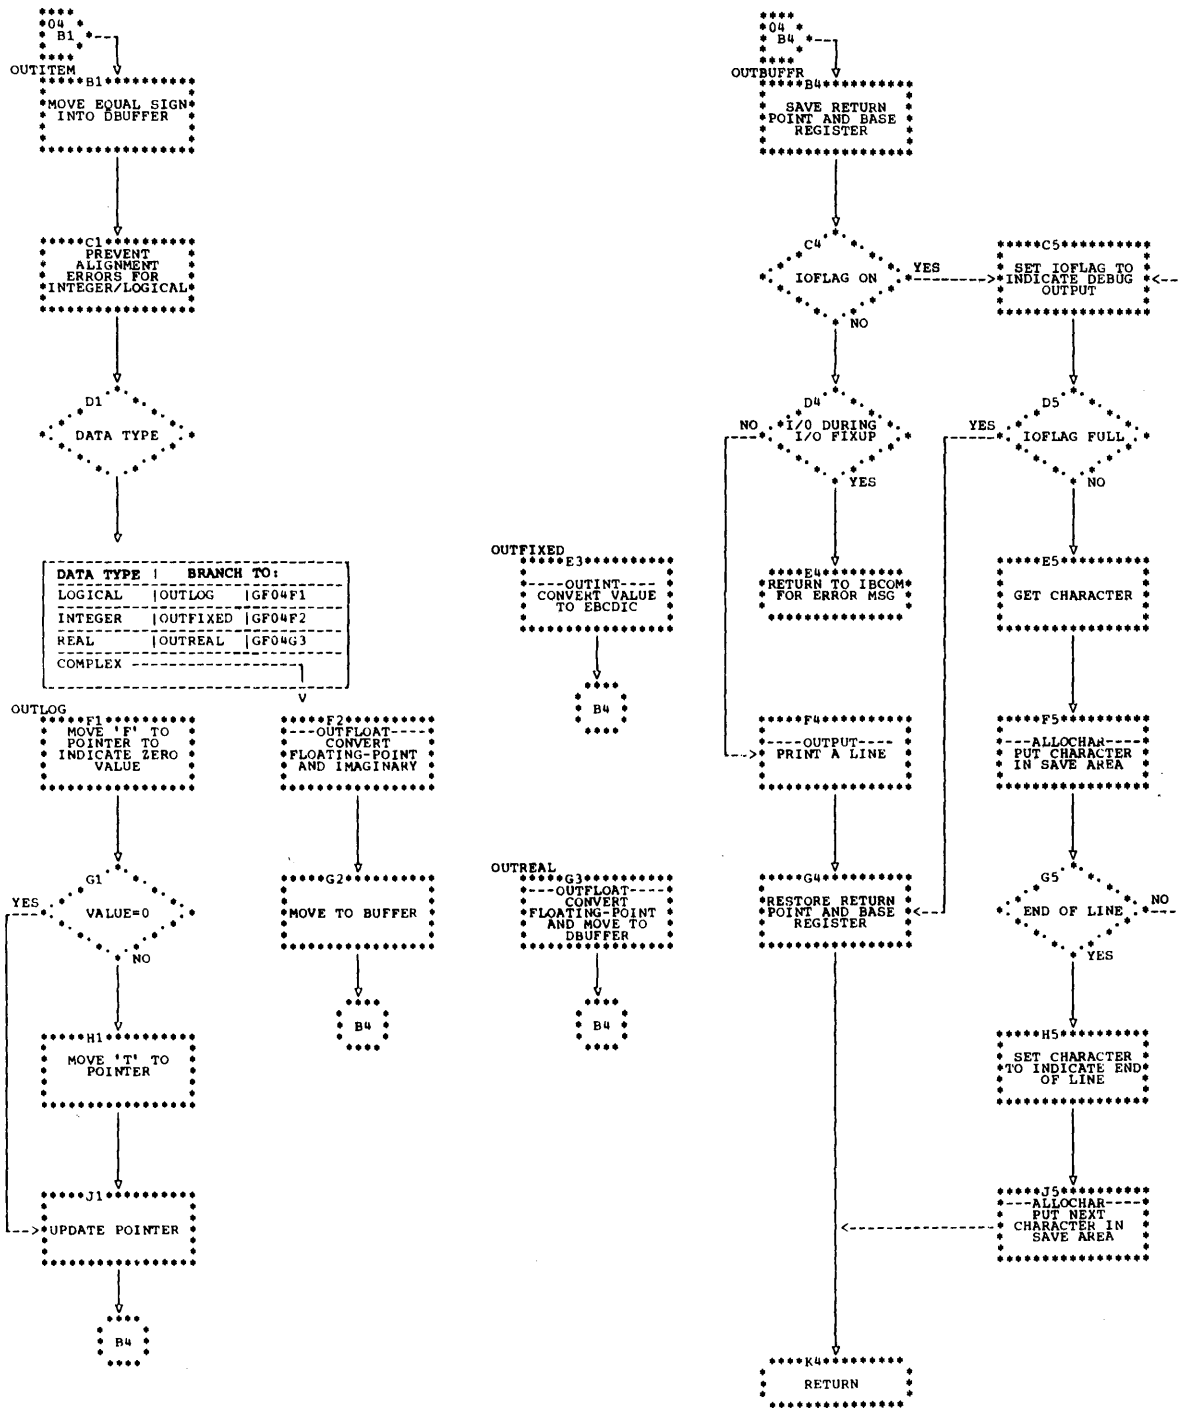 04
B1
OUTITEM
B1
MOVE EQUAL SIGN
INTO DBUFFER
C1
PREVENT
ALIGNMENT
ERRORS FOR
INTEGER/LOGICAL
D1
DATA TYPE
DATA TYPE | BRANCH TO:
LOGICAL |OUTLOG |GF04F1
INTEGER |OUTFIXED |GF04F2
REAL |OUTREAL |GF04G3
COMPLEX
OUTLOG
F1
MOVE 'F' TO
POINTER TO
INDICATE ZERO
VALUE
G1
YES
VALUE=0
NO
H1
MOVE 'T' TO
POINTER
J1
UPDATE POINTER
B4
F2
OUTFLOAT
CONVERT
FLOATING-POINT
AND IMAGINARY
G2
MOVE TO BUFFER
B4
OUTFIXED
E3
OUTINT
CONVERT VALUE
TO EBCDIC
B4
OUTREAL
G3
OUTFLOAT
CONVERT
FLOATING-POINT
AND MOVE TO
DBUFFER
B4
04
B4
OUTBUFFR
B4
SAVE RETURN
POINT AND BASE
REGISTER
C4
IOFLAG ON
YES
NO
D4
NO
I/O DURING
I/O FIXUP
YES
E4
RETURN TO IBCOM
FOR ERROR MSG
F4
OUTPUT
PRINT A LINE
G4
RESTORE RETURN
POINT AND BASE
REGISTER
K4
RETURN
C5
SET IOFLAG TO
INDICATE DEBUG
OUTPUT
D5
YES
IOFLAG FULL
NO
E5
GET CHARACTER
F5
ALLOCHAR
PUT CHARACTER
IN SAVE AREA
G5
END OF LINE
NO
YES
H5
SET CHARACTER
TO INDICATE END
OF LINE
J5
ALLOCHAR
PUT NEXT
CHARACTER IN
SAVE AREA